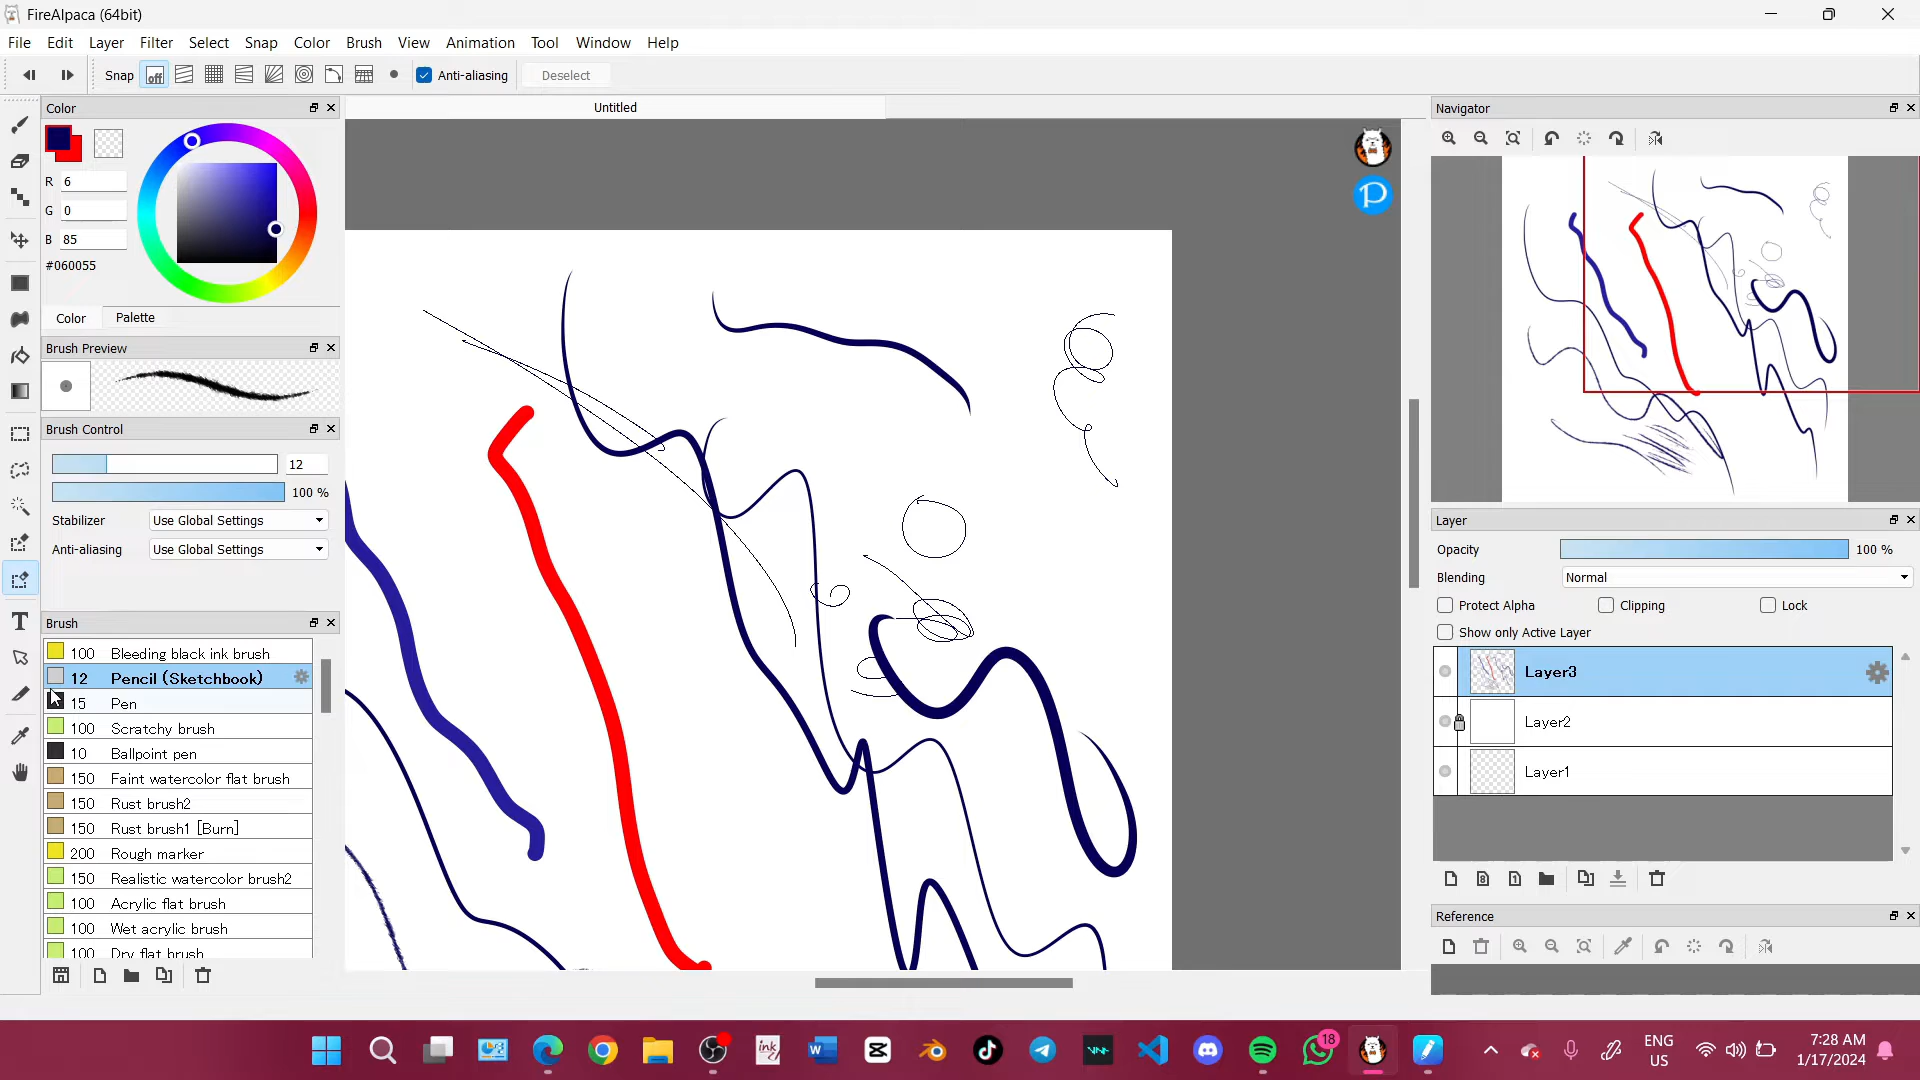 FireAlpaca (64bit)
File Edit Layer Filter Select Snap Color Brush View Animation Tool Window Help
Snap off Anti-aliasing Deselect
Color
Untitled
Navigator
R 6
G 0
B 85
#060055
Color Palette
Brush Preview
Brush Control
12
100 %
Stabilizer Use Global Settings
Anti-aliasing Use Global Settings
Brush
100 Bleeding black ink brush
12 Pencil (Sketchbook)
15 Pen
100 Scratchy brush
10 Ballpoint pen
150 Faint watercolor flat brush
150 Rust brush2
150 Rust brush1 [Burn]
200 Rough marker
150 Realistic watercolor brush2
100 Acrylic flat brush
100 Wet acrylic brush
100 Dry flat brush
Layer
Opacity 100 %
Blending Normal
Protect Alpha Clipping Lock
Show only Active Layer
Layer3
Layer2
Layer1
Reference
ink
18
ENG
US
7:28 AM
1/17/2024